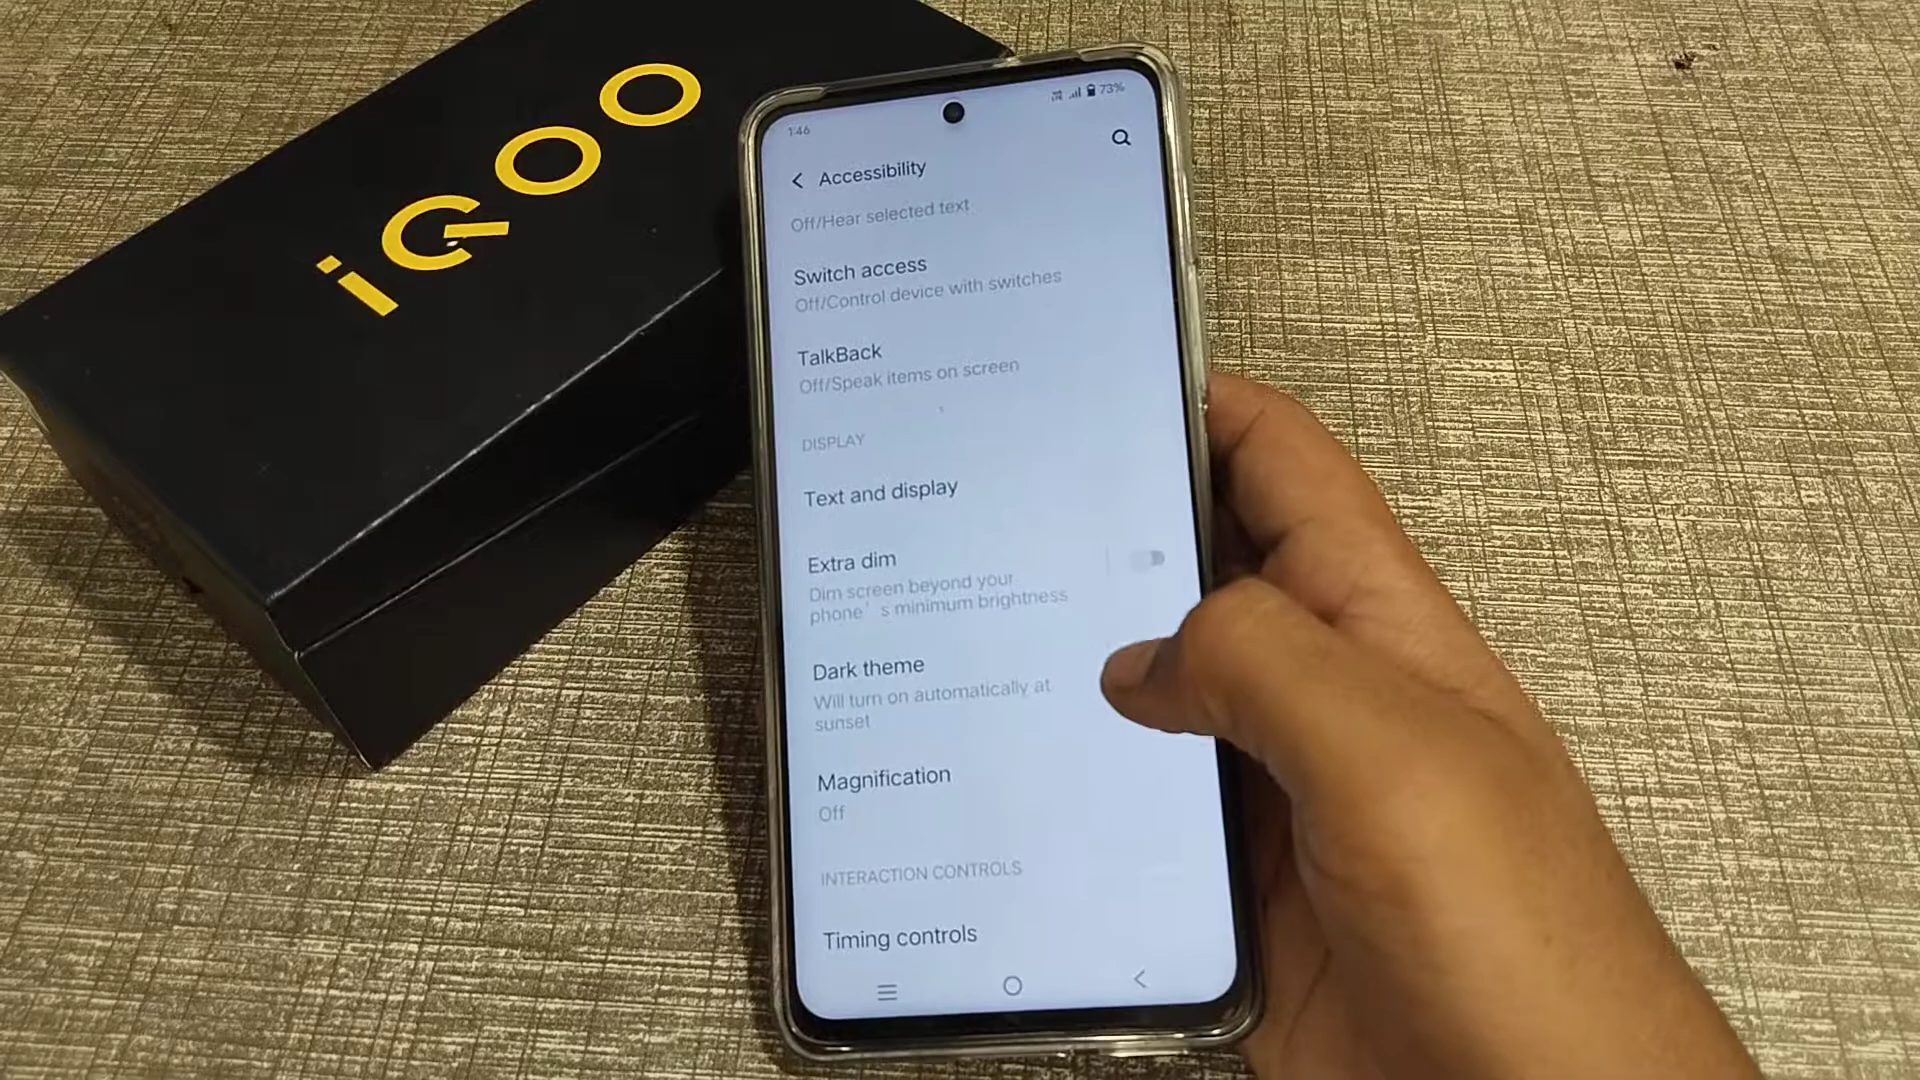 iQOO
1:46
73%
Accessibility
Off/Hear selected text
Switch access
Off/Control device with switches
TalkBack
Off/Speak items on screen
DISPLAY
Text and display
Extra dim
Dim screen beyond your
phone's minimum brightness
Dark theme
Will turn on automatically at
sunset
Magnification
Off
INTERACTION CONTROLS
Timing controls